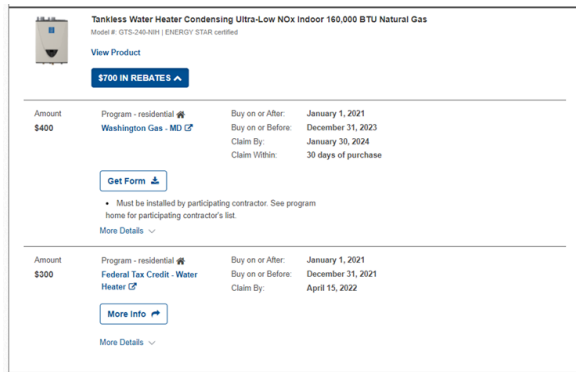 Tankless Water Heater Condensing Ultra-Low NOx Indoor 160,000 BTU Natural Gas
Model #: GTS-240-NIH | ENERGY STAR certified
View Product
$700 IN REBATES
Amount
$400
Program - residential
Washington Gas - MD
Buy on or After: January 1, 2021
Buy on or Before: December 31, 2023
Claim By: January 30, 2024
Claim Within: 30 days of purchase
Get Form
• Must be installed by participating contractor. See program
home for participating contractor's list.
More Details
Amount
$300
Program - residential
Federal Tax Credit - Water
Heater
Buy on or After: January 1, 2021
Buy on or Before: December 31, 2021
Claim By: April 15, 2022
More Info
More Details